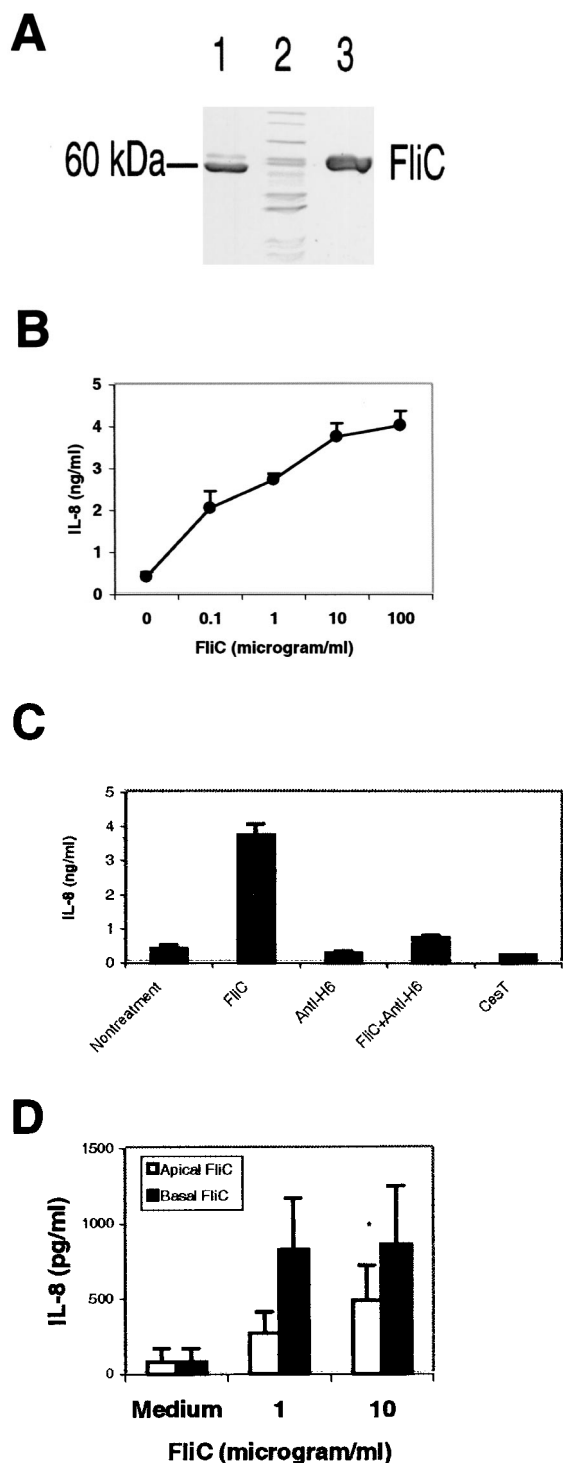 A
1 2 3
60 kDa FliC
B
5
4
3
2
1
0
IL-8 (ng/ml)
0 0.1 1 10 100
FliC (microgram/ml)
C
5
4
3
2
1
0
IL-8 (ng/ml)
Nontreatment
FliC
Anti-H6
FliC+Anti-H6
CesT
D
1500
1000
500
0
IL-8 (pg/ml)
Apical FliC
Basal FliC
Medium 1 10
FliC (microgram/ml)